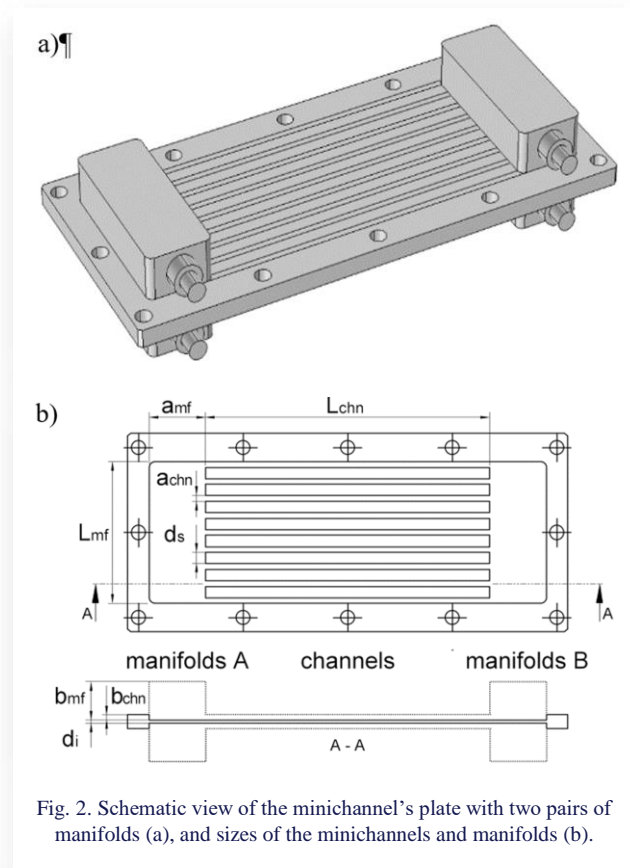 a)¶
b)
amf
Lchn
achn
Lmf
ds
A
A
manifolds A
channels
manifolds B
bmf
bchn
di
A - A
Fig. 2. Schematic view of the minichannel’s plate with two pairs of
manifolds (a), and sizes of the minichannels and manifolds (b).